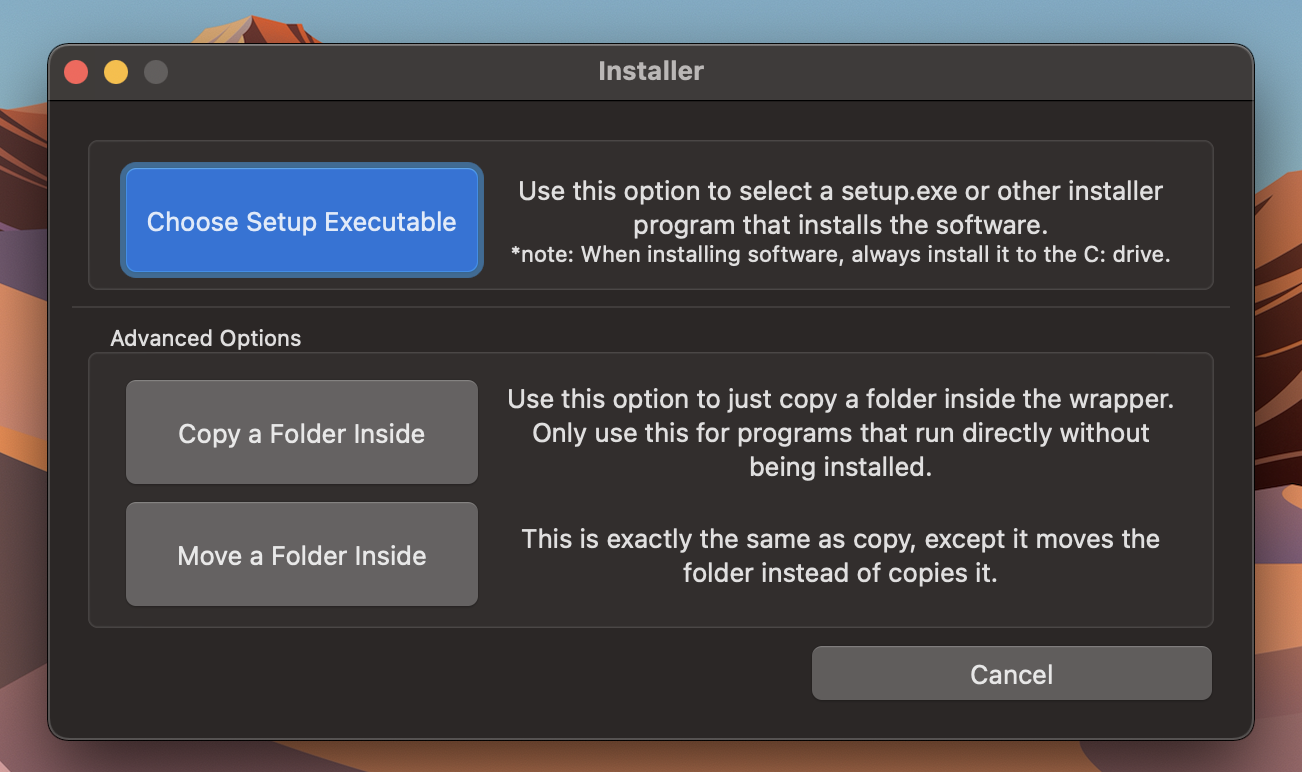 Installer
Choose Setup Executable
Use this option to select a setup.exe or other installer
program that installs the software.
*note: When installing software, always install it to the C: drive.
Advanced Options
Copy a Folder Inside
Use this option to just copy a folder inside the wrapper.
Only use this for programs that run directly without
being installed.
Move a Folder Inside
This is exactly the same as copy, except it moves the
folder instead of copies it.
Cancel